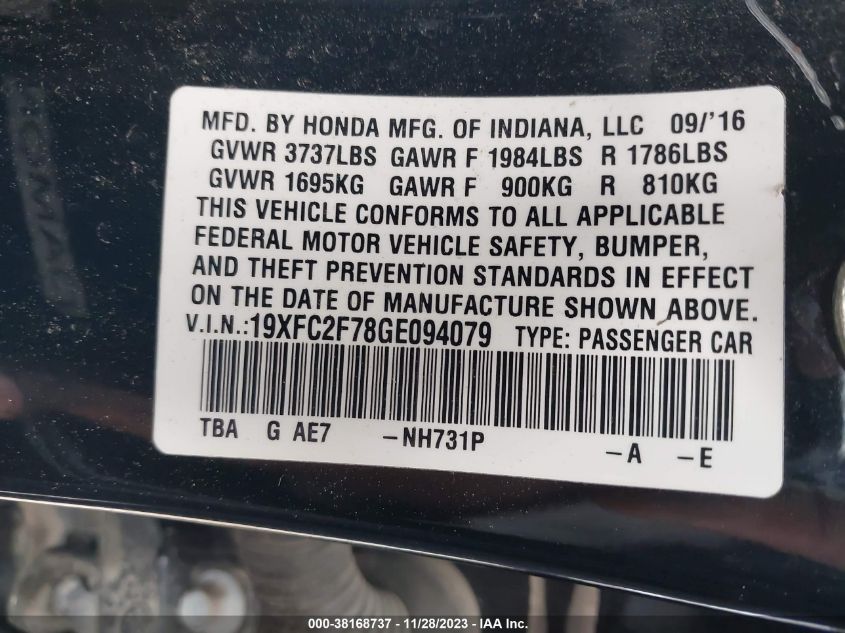 MFD. BY HONDA MFG. OF INDIANA, LLC 09/'16
GVWR 3737LBS GAWR F 1984LBS R 1786LBS
GVWR 1695KG GAWR F 900KG R 810KG
THIS VEHICLE CONFORMS TO ALL APPLICABLE
FEDERAL MOTOR VEHICLE SAFETY, BUMPER,
AND THEFT PREVENTION STANDARDS IN EFFECT
ON THE DATE OF MANUFACTURE SHOWN ABOVE.
V.I.N.:19XFC2F78GE094079 TYPE: PASSENGER CAR
TBA G AE7 -NH731P -A -E
000-38168737 - 11/28/2023 - IAA, Inc.